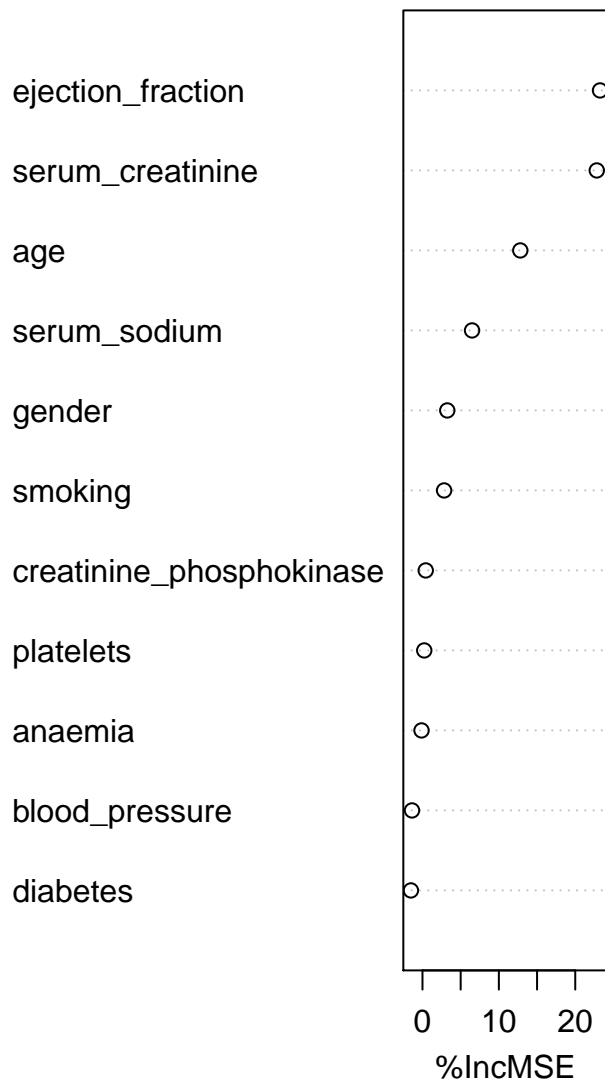 ejection_fraction
serum_creatinine
age
serum_sodium
gender
smoking
creatinine_phosphokinase
platelets
anaemia
blood_pressure
diabetes
0 10 20
%IncMSE